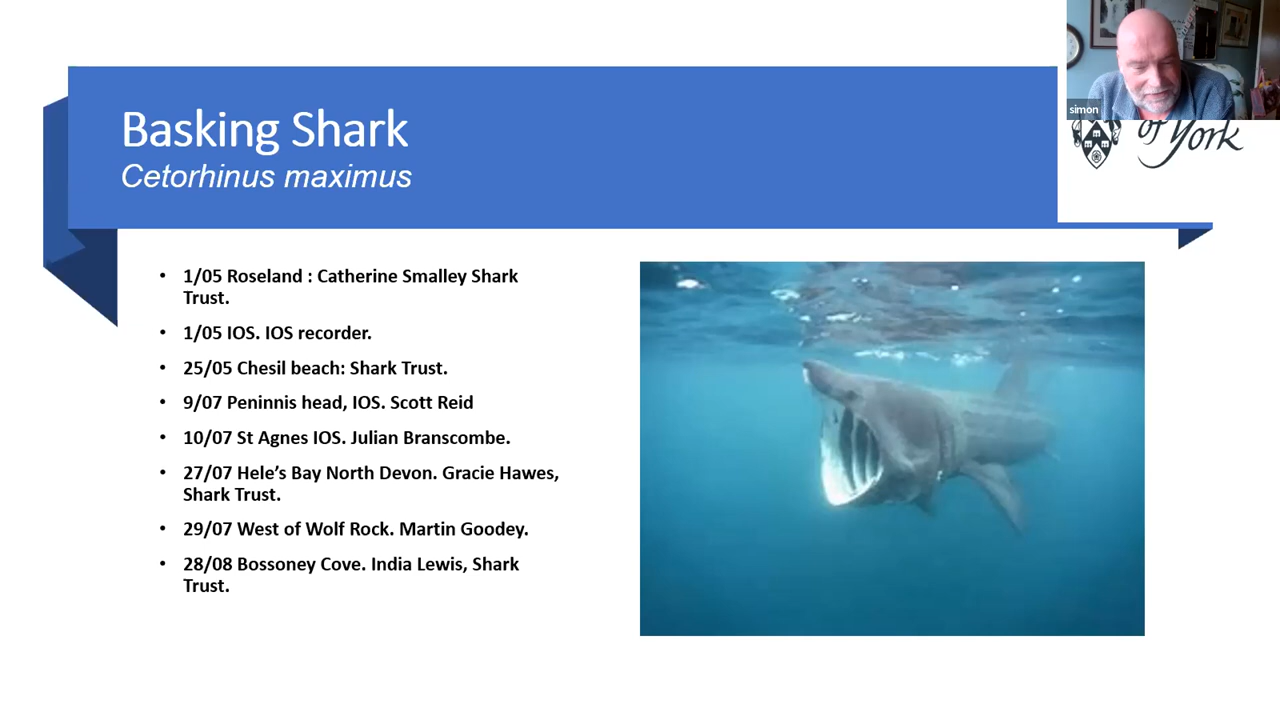 Basking Shark
Cetorhinus maximus
simon
of York
• 1/05 Roseland : Catherine Smalley Shark
Trust.
• 1/05 IOS. IOS recorder.
• 25/05 Chesil beach: Shark Trust.
• 9/07 Peninnis head, IOS. Scott Reid
• 10/07 St Agnes IOS. Julian Branscombe.
• 27/07 Hele’s Bay North Devon. Gracie Hawes,
Shark Trust.
• 29/07 West of Wolf Rock. Martin Goodey.
• 28/08 Bossoney Cove. India Lewis, Shark
Trust.